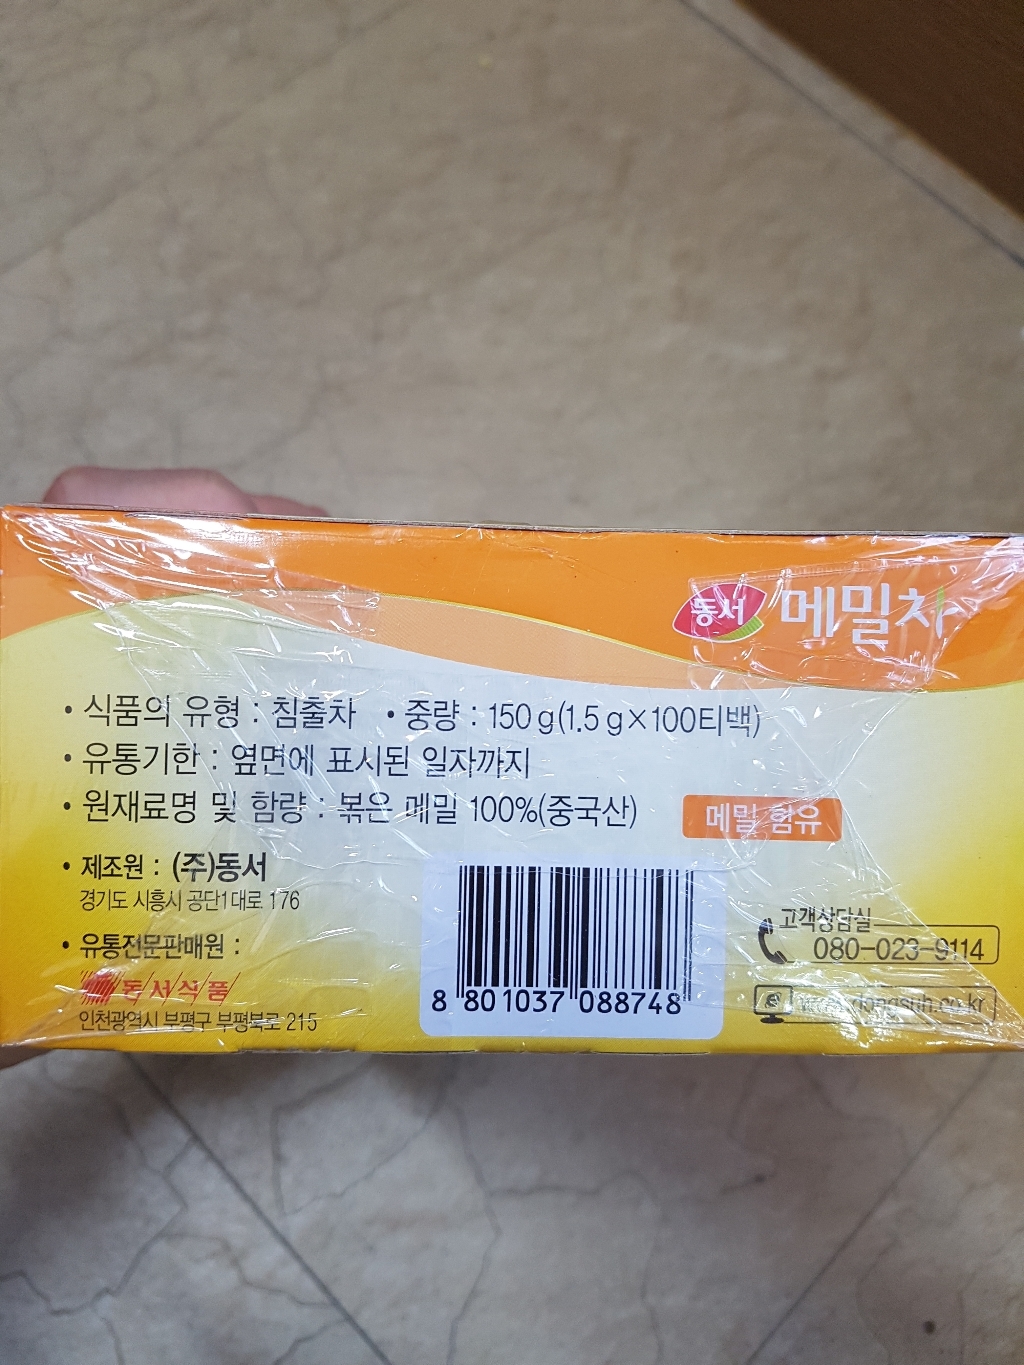 동서 메밀차
• 식품의 유형 : 침출차 • 중량 : 150 g(1.5 g×100티백)
• 유통기한 : 옆면에 표시된 일자까지
• 원재료명 및 함량 : 볶은 메밀 100%(중국산)
메밀 함유
• 제조원 : (주)동서
경기도 시흥시 공단1대로 176
• 유통전문판매원 :
동서식품
인천광역시 부평구 부평북로 215
8 801037 088748
고객상담실
080-023-9114
www.dongsuh.co.kr